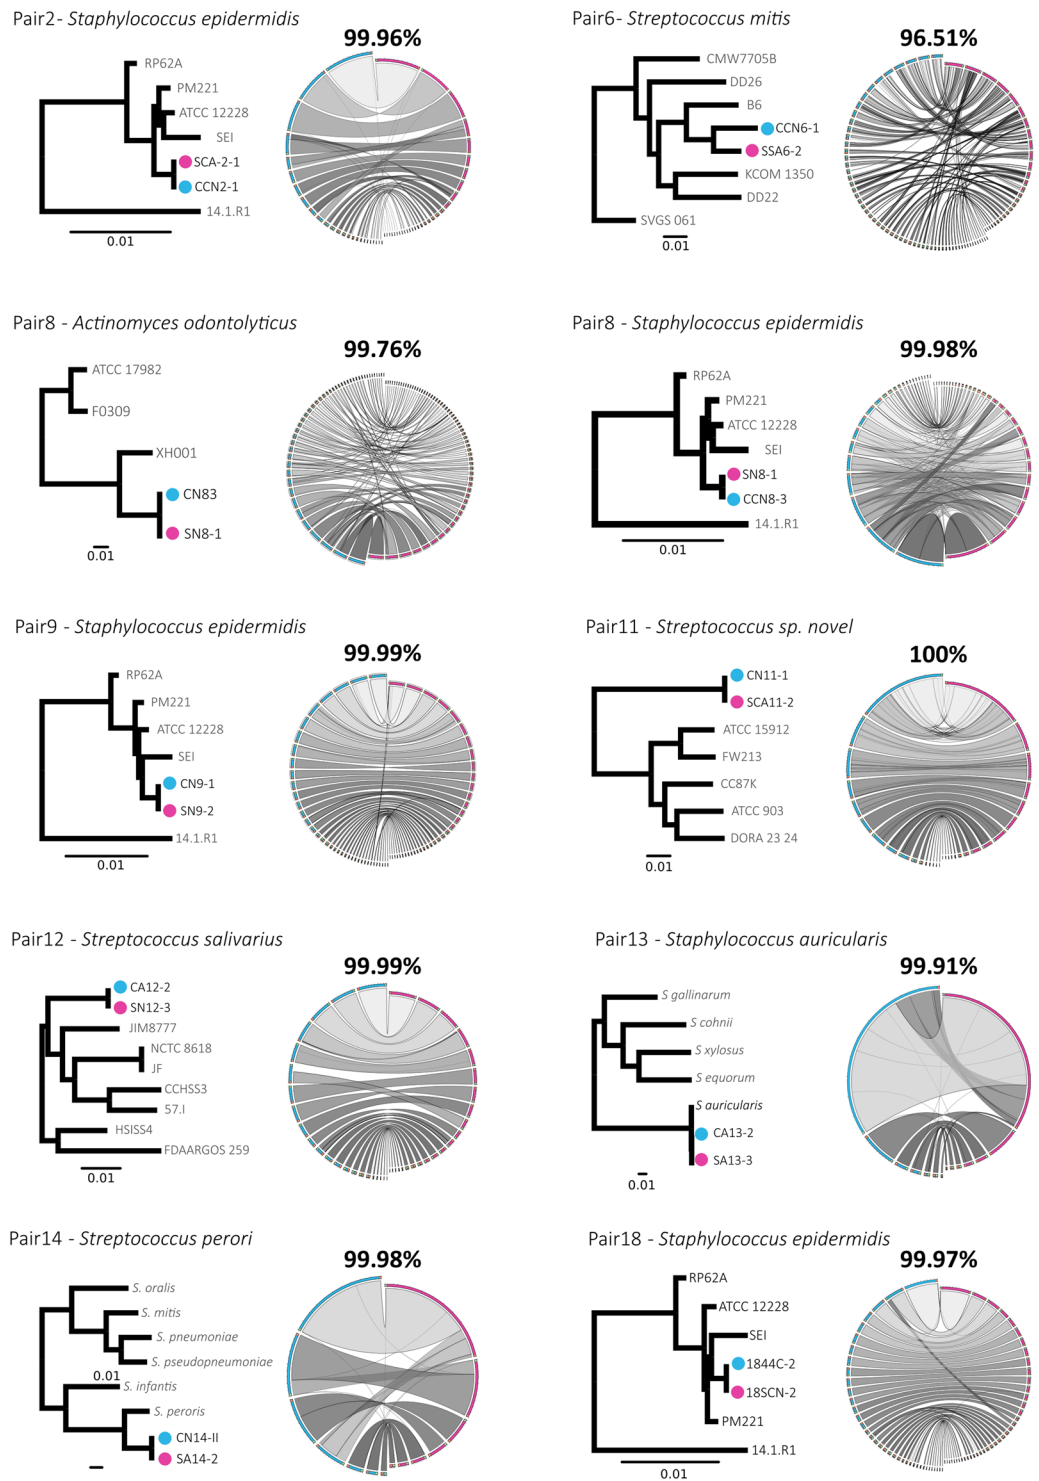 Pair2- Staphylococcus epidermidis
99.96%
RP62A
PM221
ATCC 12228
SEI
SCA-2-1
CCN2-1
14.1.R1
0.01
Pair6- Streptococcus mitis
96.51%
CMW7705B
DD26
B6
CCN6-1
SSA6-2
KCOM 1350
DD22
SVGS 061
0.01
Pair8 - Actinomyces odontolyticus
99.76%
ATCC 17982
F0309
XH001
CN83
SN8-1
0.01
Pair8 - Staphylococcus epidermidis
99.98%
RP62A
PM221
ATCC 12228
SEI
SN8-1
CCN8-3
14.1.R1
0.01
Pair9 - Staphylococcus epidermidis
99.99%
RP62A
PM221
ATCC 12228
SEI
CN9-1
SN9-2
14.1.R1
0.01
Pair11 - Streptococcus sp. novel
100%
CN11-1
SCA11-2
ATCC 15912
FW213
CC87K
ATCC 903
DORA 23 24
0.01
Pair12 - Streptococcus salivarius
99.99%
CA12-2
SN12-3
JIM8777
NCTC 8618
JF
CCHSS3
57.I
HSISS4
FDAARGOS 259
0.01
Pair13 - Staphylococcus auricularis
99.91%
S gallinarum
S cohnii
S xylosus
S equorum
S auricularis
CA13-2
SA13-3
0.01
Pair14 - Streptococcus perori
99.98%
S. oralis
S. mitis
S. pneumoniae
S. pseudopneumoniae
0.01
S. infantis
S. peroris
CN14-II
SA14-2
Pair18 - Staphylococcus epidermidis
99.97%
RP62A
ATCC 12228
SEI
1844C-2
18SCN-2
PM221
14.1.R1
0.01